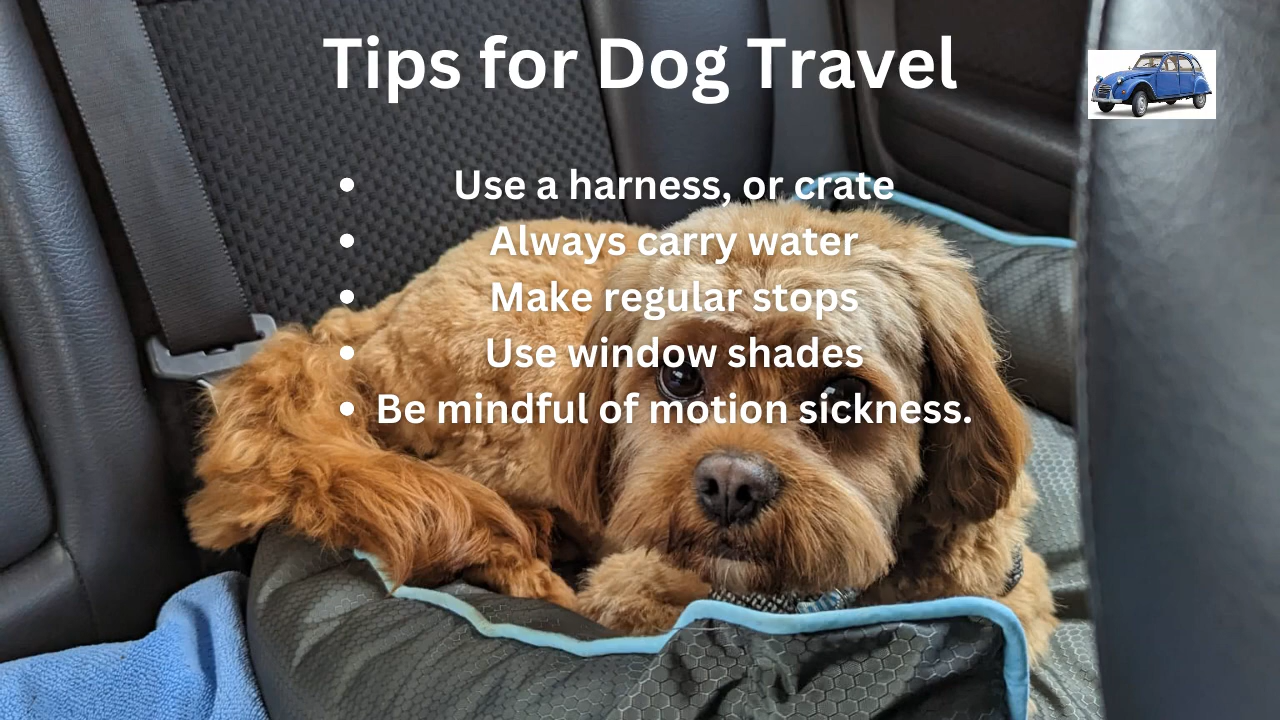 Tips for Dog Travel
• Use a harness, or crate
• Always carry water
• Make regular stops
• Use window shades
• Be mindful of motion sickness.